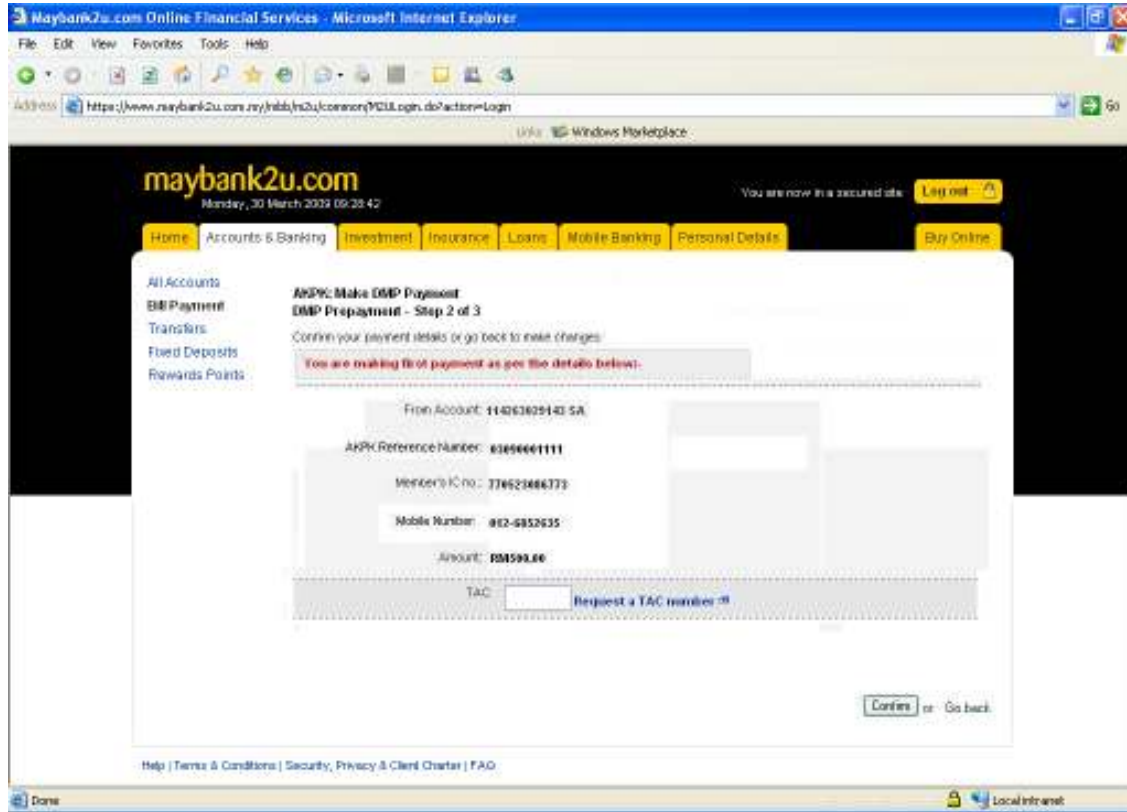 Maybank2u.com Online Financial Services - Microsoft Internet Explorer
File Edit View Favorites Tools Help
Address https://www.maybank2u.com.my/mbb/m2u/common/M2ULogin.do?action=Login Go
Links Windows Marketplace
maybank2u.com
Monday, 30 March 2009 09:28:42
You are now in a secured site Log out
Home Accounts & Banking Investment Insurance Loans Mobile Banking Personal Details Buy Online
All Accounts
Bill Payment
Transfers
Fixed Deposits
Rewards Points
AKPK: Make DMP Payment
DMP Prepayment - Step 2 of 3
Confirm your payment details or go back to make changes:
You are making first payment as per the details below:-
From Account: 114263029143 SA
AKPK Reference Number: 03090001111
Member's IC no.:
Mobile Number: 012-6852635
Amount: RM500.00
TAC: Request a TAC number
Confirm or Go back
Help | Terms & Conditions | Security, Privacy & Client Charter | FAQ
Done Local intranet